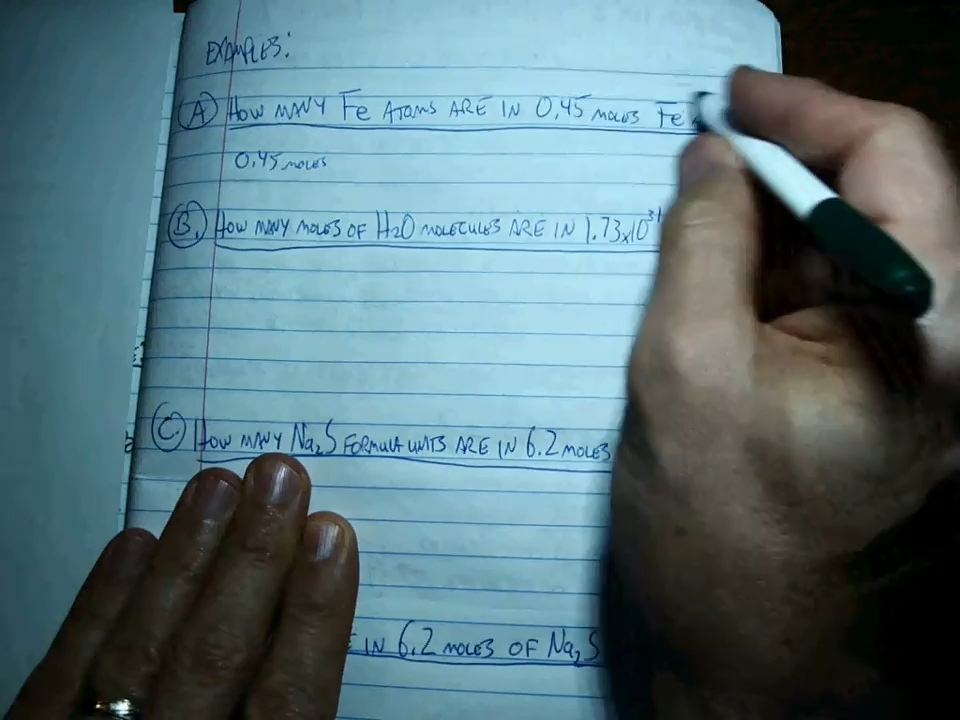 EXAMPLES:
A HOW MANY Fe ATOMS ARE IN 0.45 MOLES Fe
0.45 MOLES
B. HOW MANY MOLES OF H₂O MOLECULES ARE IN 1.73x10³¹
C. HOW MANY Na₂S FORMULA UNITS ARE IN 6.2 MOLES
IN 6.2 MOLES OF Na₂S